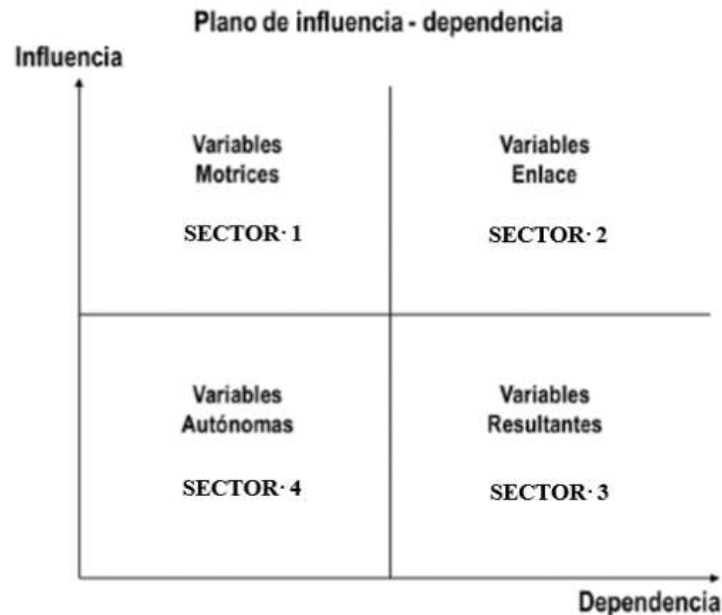 Plano de influencia - dependencia
Influencia
Variables
Motrices
SECTOR· 1
Variables
Enlace
SECTOR· 2
Variables
Autónomas
SECTOR· 4
Variables
Resultantes
SECTOR· 3
Dependencia